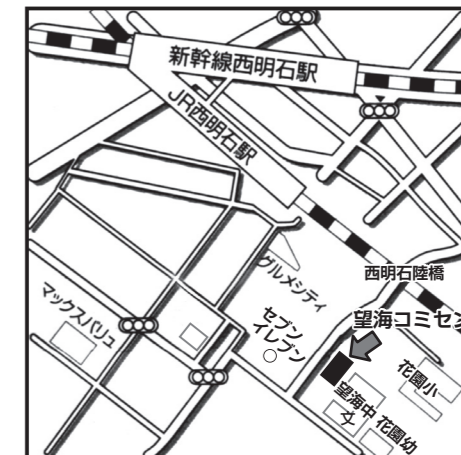 新幹線西明石駅
JR西明石駅
グルメシティ
西明石陸橋
マックスバリュ
セブン
イレブン
望海コミセン
花園小
望海中
花園幼